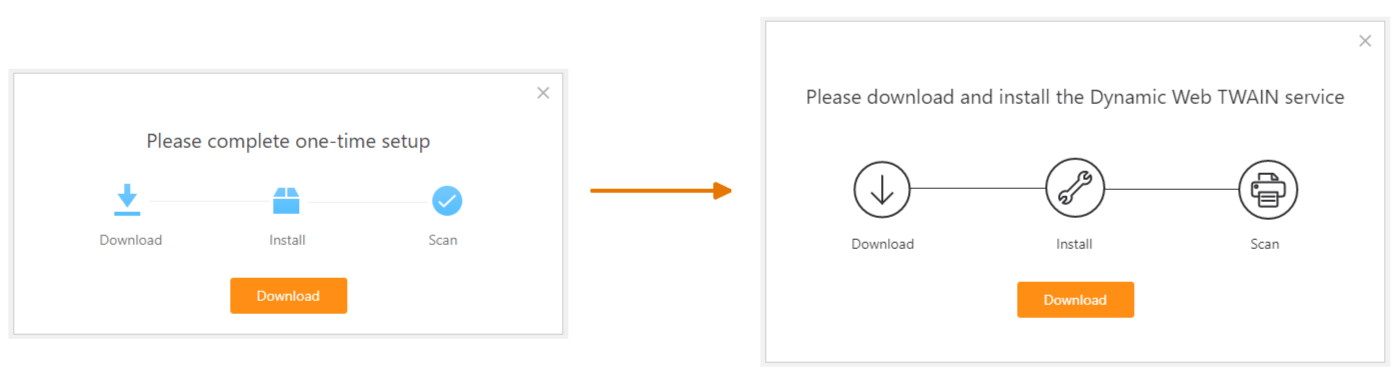 Please complete one-time setup
Download Install Scan
Download
Please download and install the Dynamic Web TWAIN service
Download Install Scan
Download